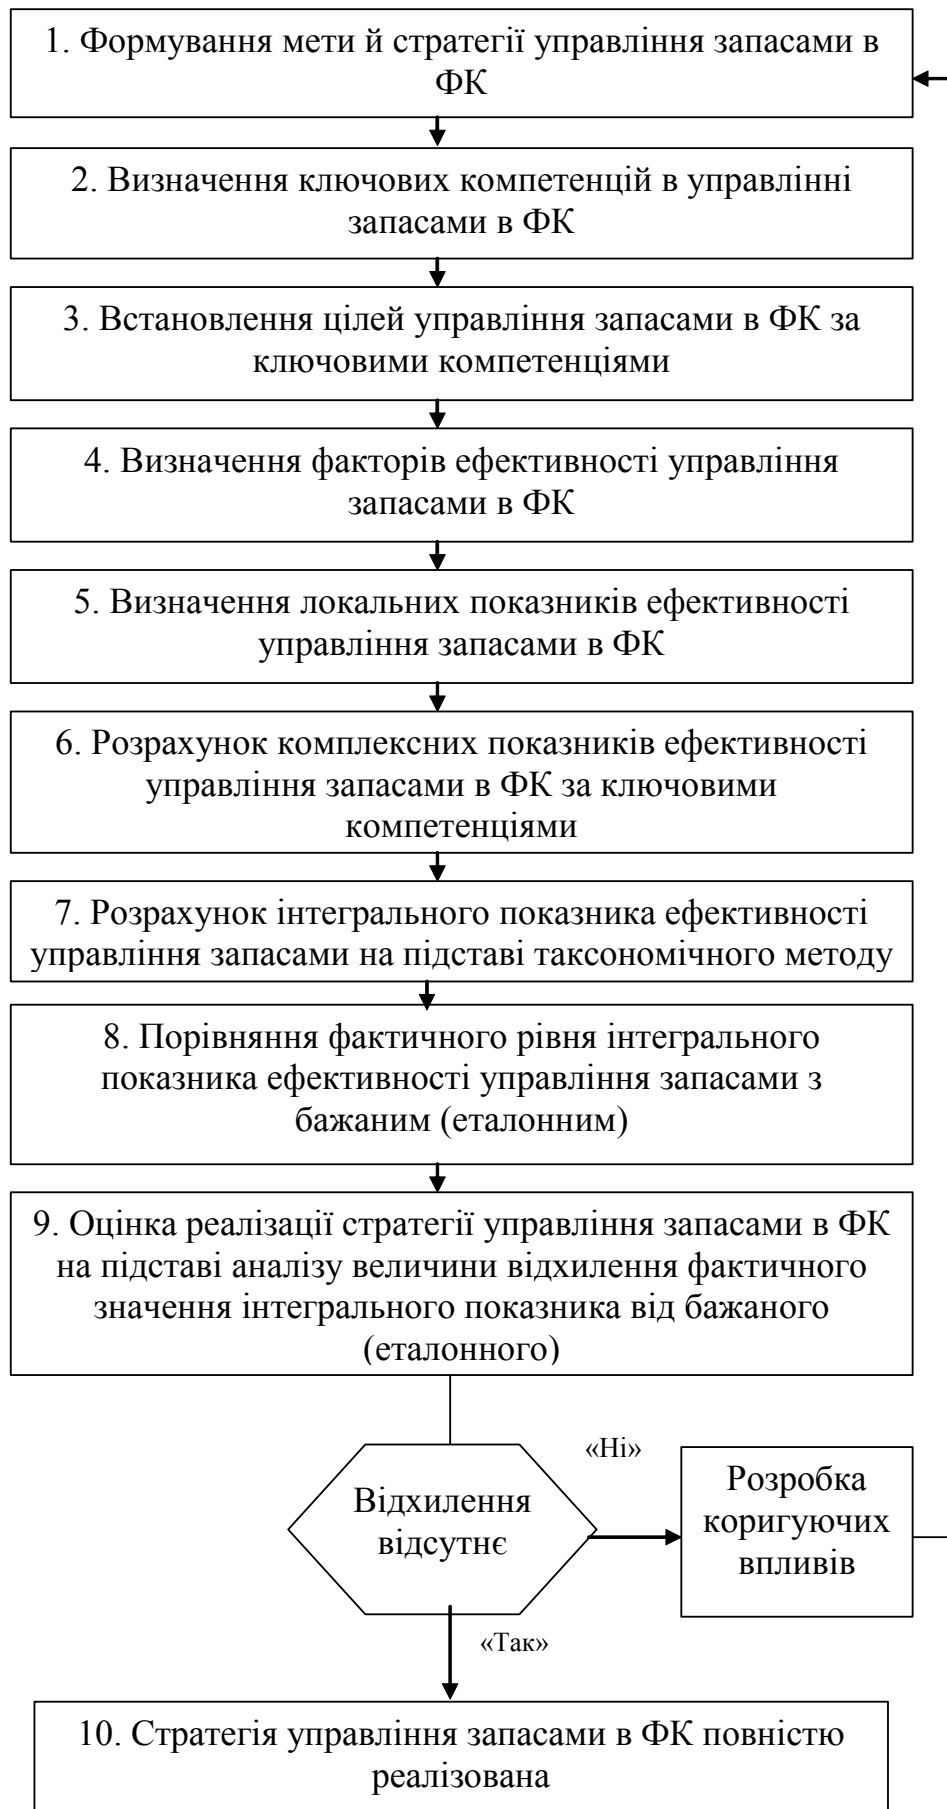 1. Формування мети й стратегії управління запасами в
ФК
2. Визначення ключових компетенцій в управлінні
запасами в ФК
3. Встановлення цілей управління запасами в ФК за
ключовими компетенціями
4. Визначення факторів ефективності управління
запасами в ФК
5. Визначення локальних показників ефективності
управління запасами в ФК
6. Розрахунок комплексних показників ефективності
управління запасами в ФК за ключовими
компетенціями
7. Розрахунок інтегрального показника ефективності
управління запасами на підставі таксономічного методу
8. Порівняння фактичного рівня інтегрального
показника ефективності управління запасами з
бажаним (еталонним)
9. Оцінка реалізації стратегії управління запасами в ФК
на підставі аналізу величини відхилення фактичного
значення інтегрального показника від бажаного
(еталонного)
Відхилення
відсутнє
«Ні»
Розробка
коригуючих
впливів
«Так»
10. Стратегія управління запасами в ФК повністю
реалізована